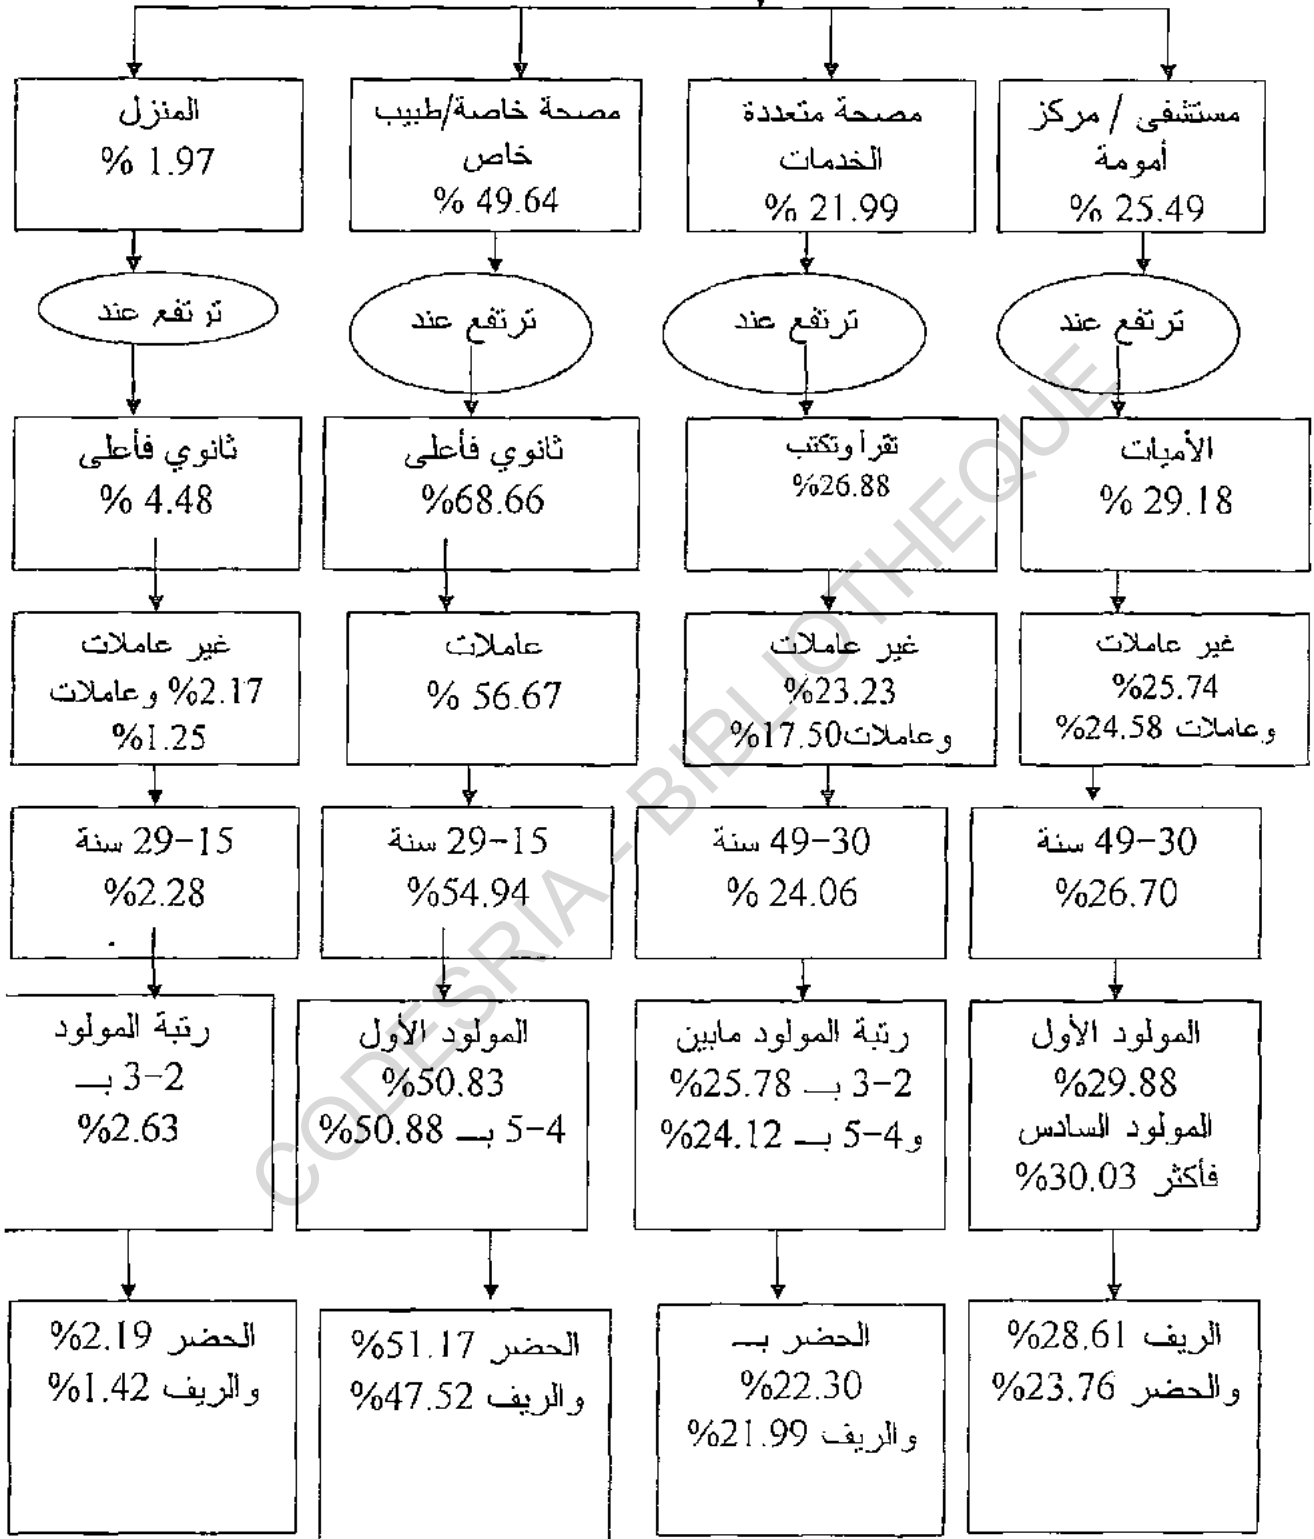 مستشفى / مركز
أمومة
% 25.49
مصحة متعددة
الخدمات
% 21.99
مصحة خاصة/طبيب
خاص
% 49.64
المنزل
% 1.97
ترتفع عند
ترتفع عند
ترتفع عند
ترتفع عند
الأميات
% 29.18
تقرأ وتكتب
%26.88
ثانوي فأعلى
%68.66
ثانوي فأعلى
% 4.48
غير عاملات
%25.74
وعاملات 24.58%
غير عاملات
%23.23
وعاملات17.50%
عاملات
% 56.67
غير عاملات
2.17% وعاملات
%1.25
30-49 سنة
%26.70
30-49 سنة
% 24.06
15-29 سنة
%54.94
15-29 سنة
%2.28
المولود الأول
%29.88
المولود السادس
فأكثر 30.03%
رتبة المولود مابين
2-3 بـ 25.78%
و4-5 بـ 24.12%
المولود الأول
%50.83
4-5 بـ 50.88%
رتبة المولود
2-3 بـ
%2.63
الريف 28.61%
والحضر 23.76%
الحضر بـ
%22.30
والريف 21.99%
الحضر 51.17%
والريف 47.52%
الحضر 2.19%
والريف 1.42%
CODESRIA - BIBLIOTHEQUE